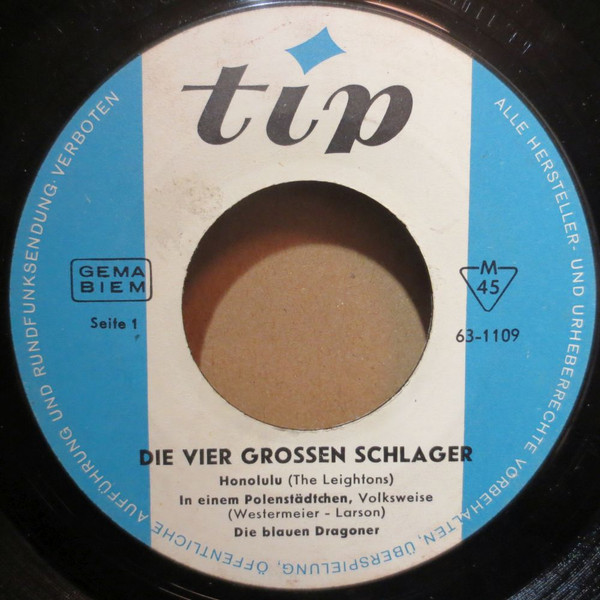 tip
GEMA
BIEM
Seite 1
M
45
63-1109
DIE VIER GROSSEN SCHLAGER
Honolulu (The Leightons)
In einem Polenstädtchen, Volksweise
(Westermeier - Larson)
Die blauen Dragoner
ALLE HERSTELLER- UND URHEBERRECHTE VORBEHALTEN, ÜBERSPIELUNG, ÖFFENTLICHE AUFFÜHRUNG UND RUNDFUNKSENDUNG VERBOTEN